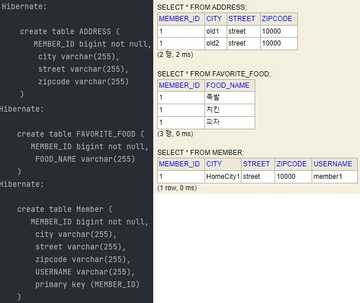 Hibernate:
create table ADDRESS (
MEMBER_ID bigint not null,
city varchar(255),
street varchar(255),
zipcode varchar(255)
)
Hibernate:
create table FAVORITE_FOOD (
MEMBER_ID bigint not null,
FOOD_NAME varchar(255)
)
Hibernate:
create table Member (
MEMBER_ID bigint not null,
city varchar(255),
street varchar(255),
zipcode varchar(255),
USERNAME varchar(255),
primary key (MEMBER_ID)
)
SELECT * FROM ADDRESS;
MEMBER_ID CITY STREET ZIPCODE
1 old1 street 10000
1 old2 street 10000
(2 행, 2 ms)
SELECT * FROM FAVORITE_FOOD;
MEMBER_ID FOOD_NAME
1 족발
1 치킨
1 피자
(3 행, 0 ms)
SELECT * FROM MEMBER;
MEMBER_ID CITY STREET ZIPCODE USERNAME
1 HomeCity1 street 10000 member1
(1 row, 0 ms)